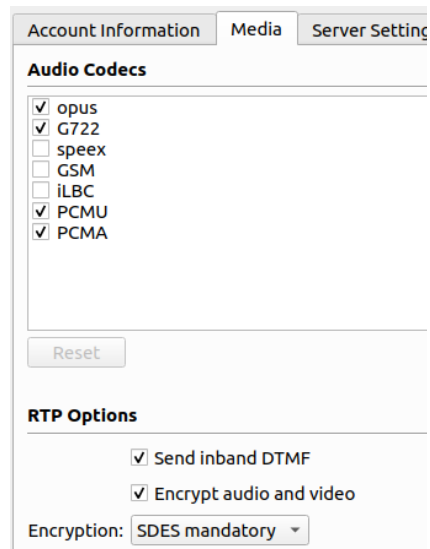 Account Information Media Server Setting
Audio Codecs
opus
G722
speex
GSM
iLBC
PCMU
PCMA
Reset
RTP Options
Send inband DTMF
Encrypt audio and video
Encryption: SDES mandatory